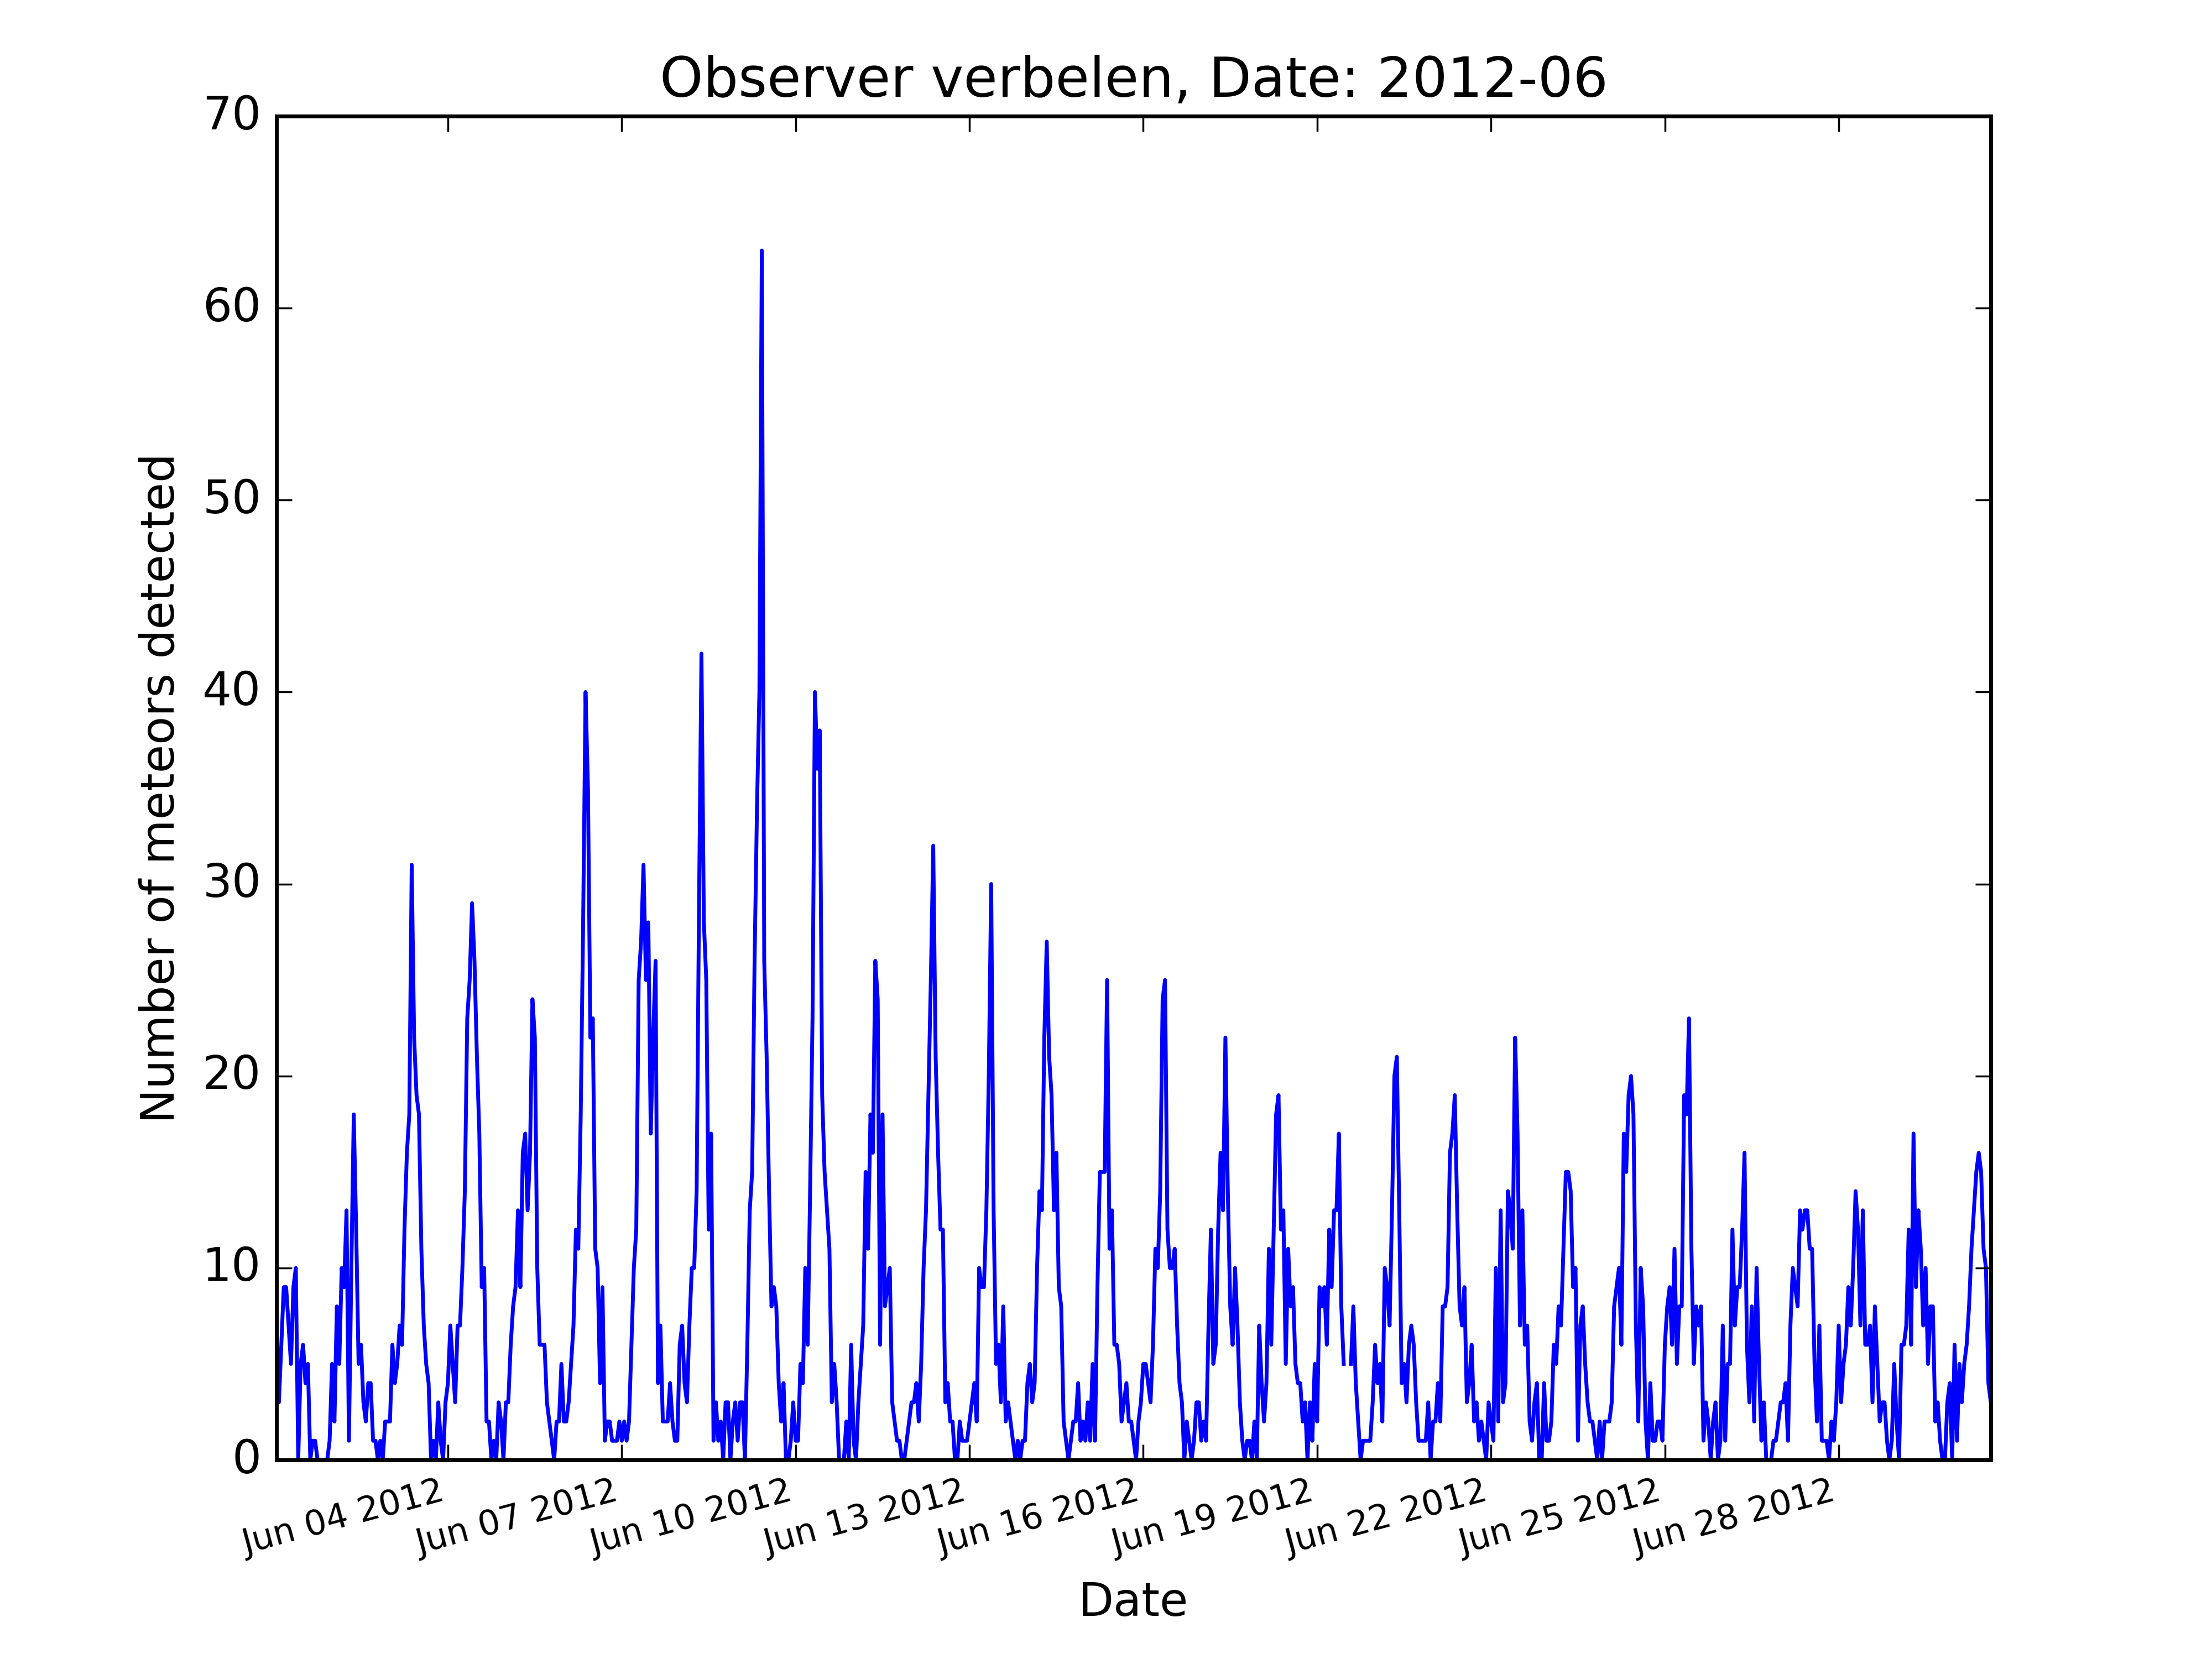 Observer verbelen, Date: 2012-06
70
60
50
40
30
20
10
0
Number of meteors detected
Jun 04 2012
Jun 07 2012
Jun 10 2012
Jun 13 2012
Jun 16 2012
Jun 19 2012
Jun 22 2012
Jun 25 2012
Jun 28 2012
Date